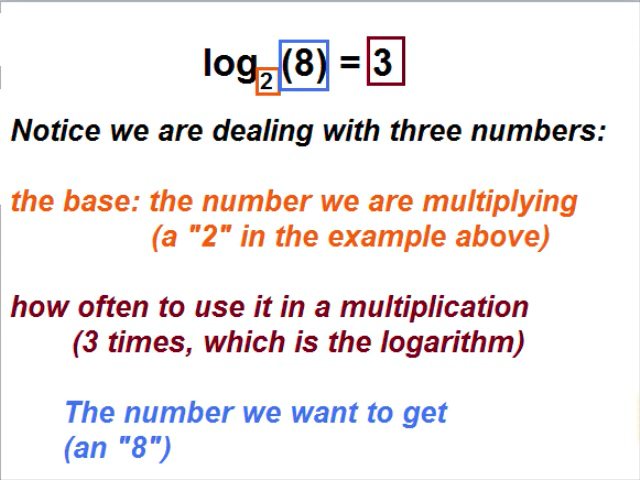 log2(8) = 3
Notice we are dealing with three numbers:
the base: the number we are multiplying
(a "2" in the example above)
how often to use it in a multiplication
(3 times, which is the logarithm)
The number we want to get
(an "8")